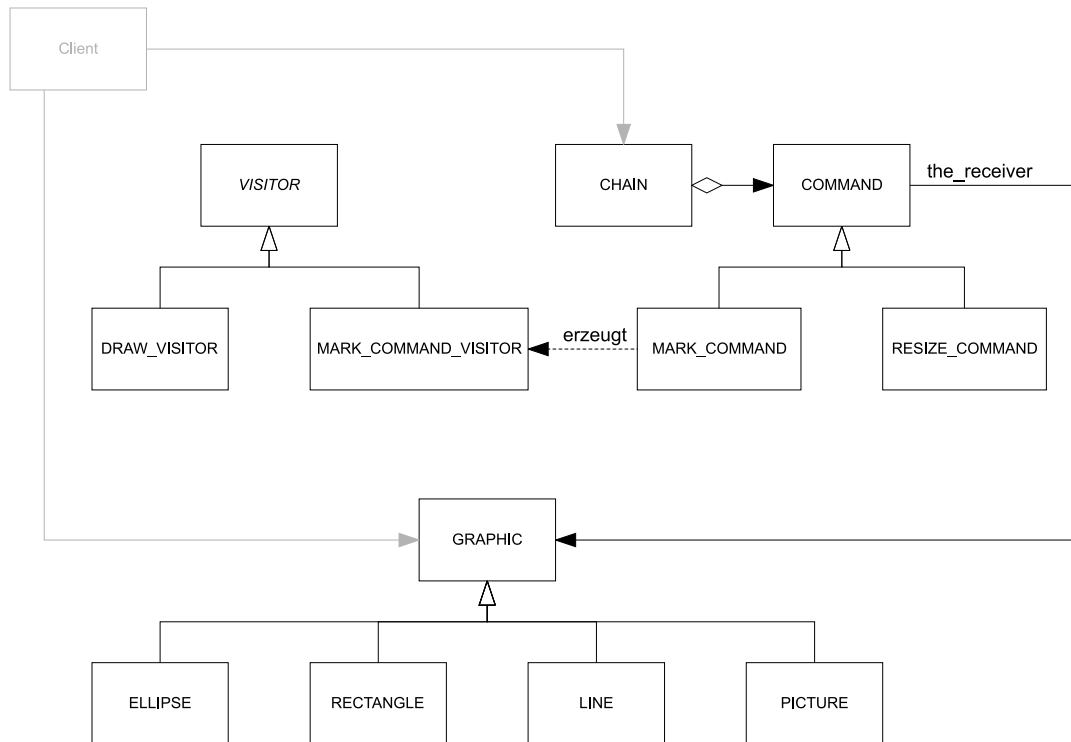 Client
VISITOR
CHAIN
COMMAND
the_receiver
DRAW_VISITOR
MARK_COMMAND_VISITOR
erzeugt
MARK_COMMAND
RESIZE_COMMAND
GRAPHIC
ELLIPSE
RECTANGLE
LINE
PICTURE